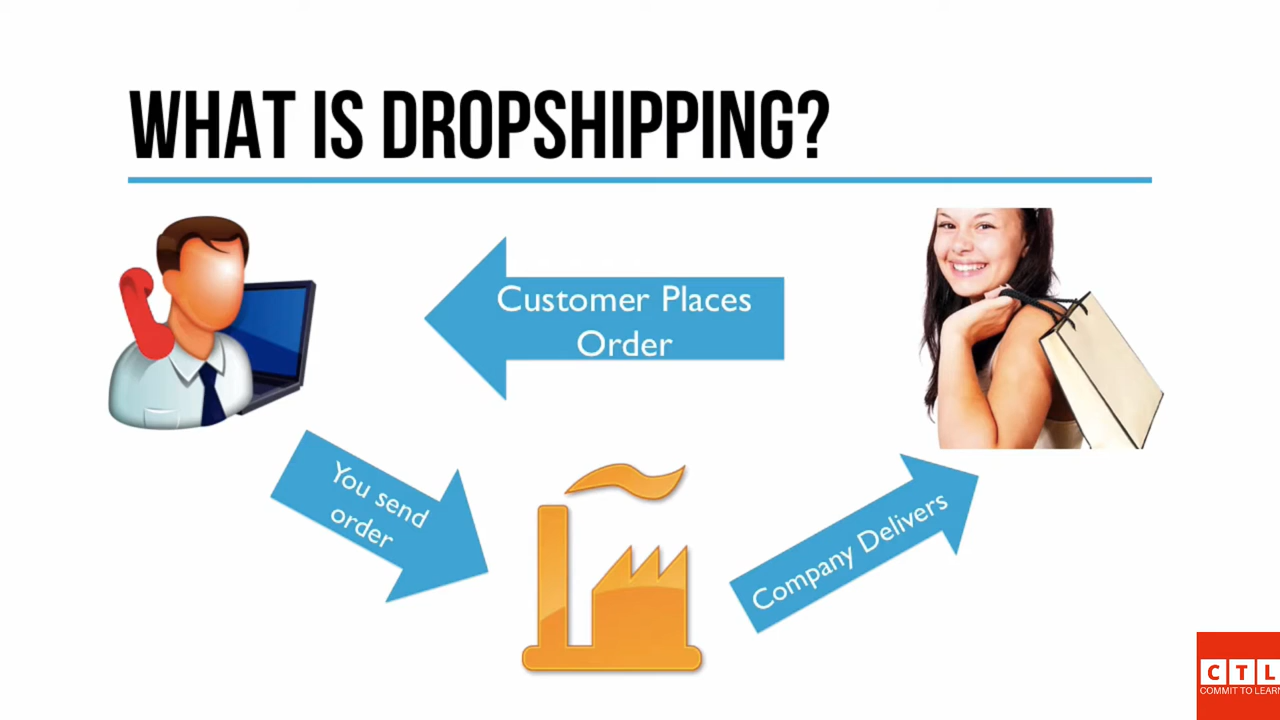 WHAT IS DROPSHIPPING?
Customer Places
Order
You send
order
Company Delivers
CTL
COMMIT TO LEARN